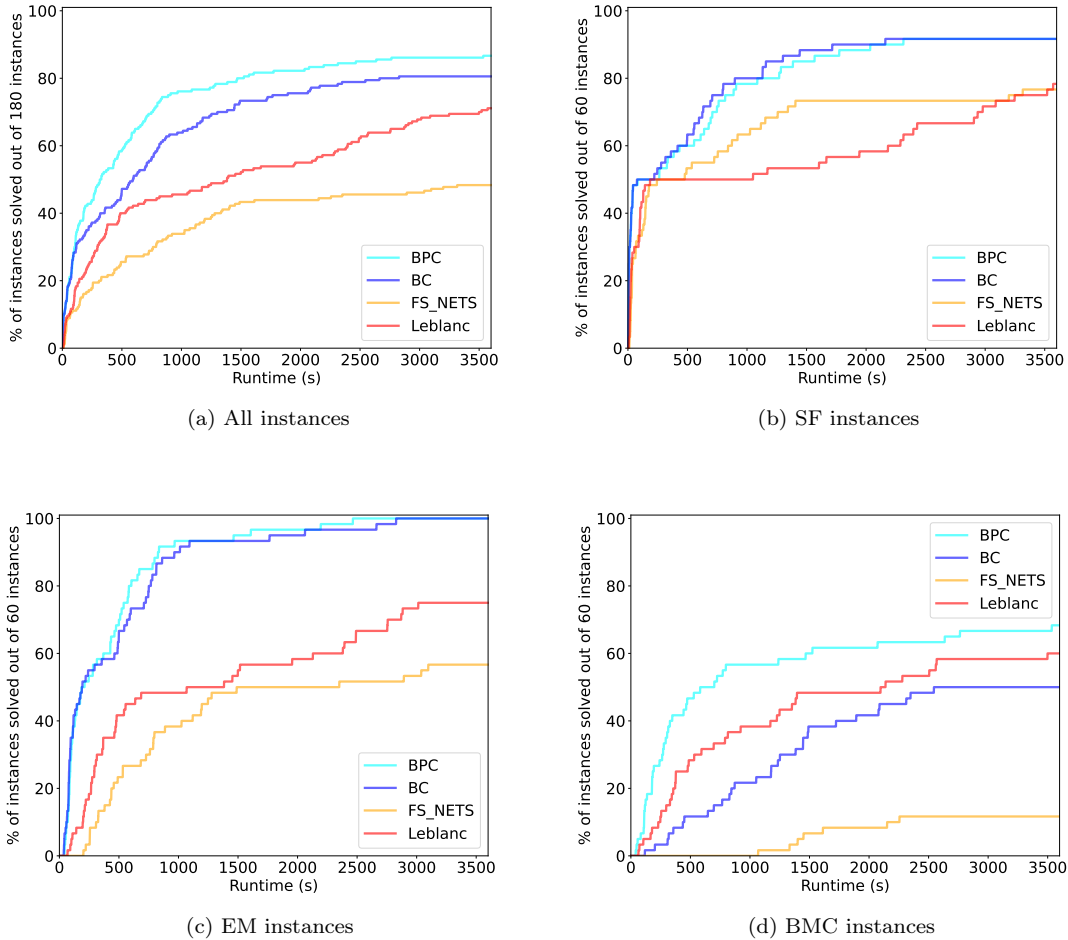 100
80
60
40
20
0
% of instances solved out of 180 instances
BPC
BC
FS_NETS
Leblanc
0 500 1000 1500 2000 2500 3000 3500
Runtime (s)
(a) All instances
100
80
60
40
20
0
% of instances solved out of 60 instances
BPC
BC
FS_NETS
Leblanc
0 500 1000 1500 2000 2500 3000 3500
Runtime (s)
(b) SF instances
100
80
60
40
20
0
% of instances solved out of 60 instances
BPC
BC
FS_NETS
Leblanc
0 500 1000 1500 2000 2500 3000 3500
Runtime (s)
(c) EM instances
100
80
60
40
20
0
% of instances solved out of 60 instances
BPC
BC
FS_NETS
Leblanc
0 500 1000 1500 2000 2500 3000 3500
Runtime (s)
(d) BMC instances